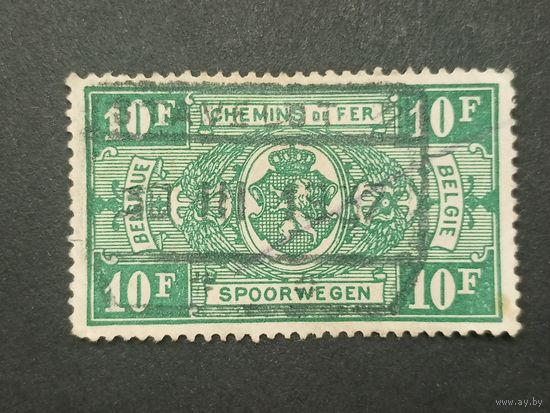 10F CHEMINS DE FER 10F
BELGIQUE BELGIE
10F SPOORWEGEN 10F
www.ay.by